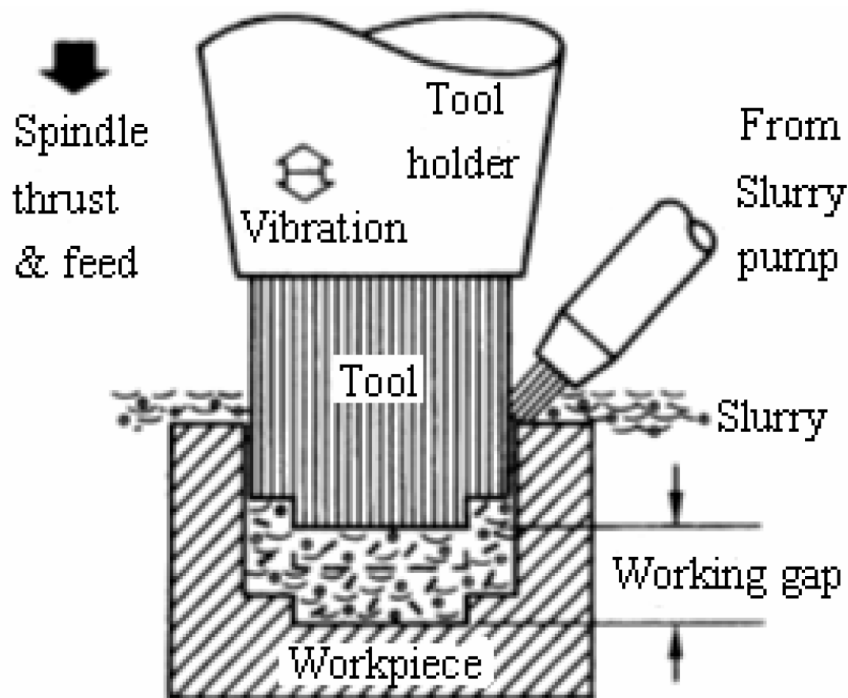 Spindle
thrust
& feed
Tool
holder
Vibration
From
Slurry
pump
Tool
Slurry
Working gap
Workpiece